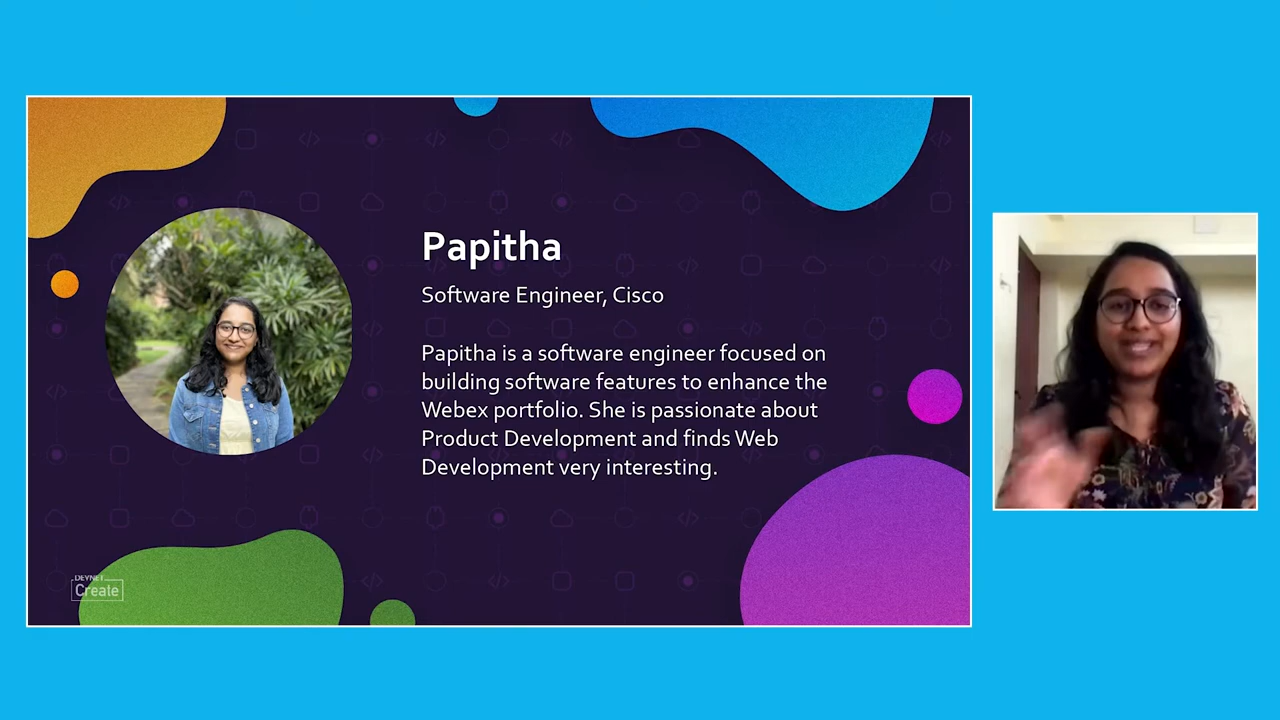 Papitha
Software Engineer, Cisco
Papitha is a software engineer focused on
building software features to enhance the
Webex portfolio. She is passionate about
Product Development and finds Web
Development very interesting.
DEVNET
Create